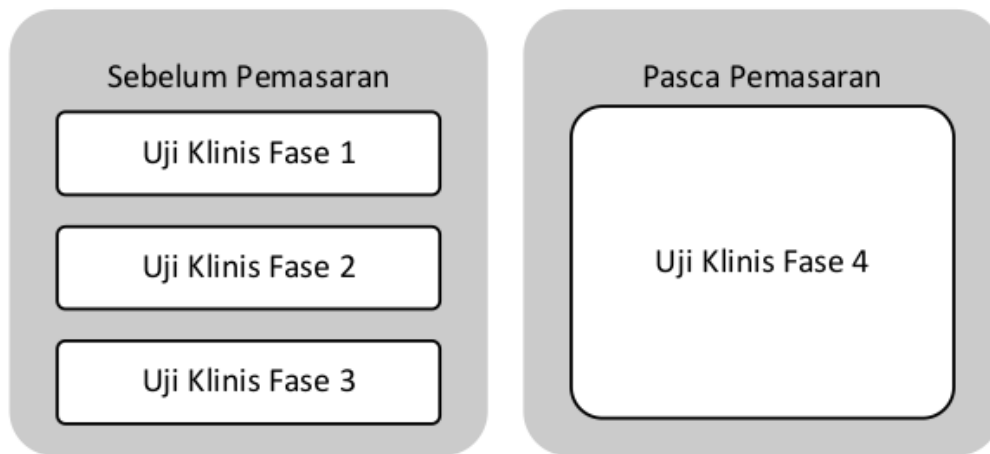 Sebelum Pemasaran
Uji Klinis Fase 1
Uji Klinis Fase 2
Uji Klinis Fase 3
Pasca Pemasaran
Uji Klinis Fase 4